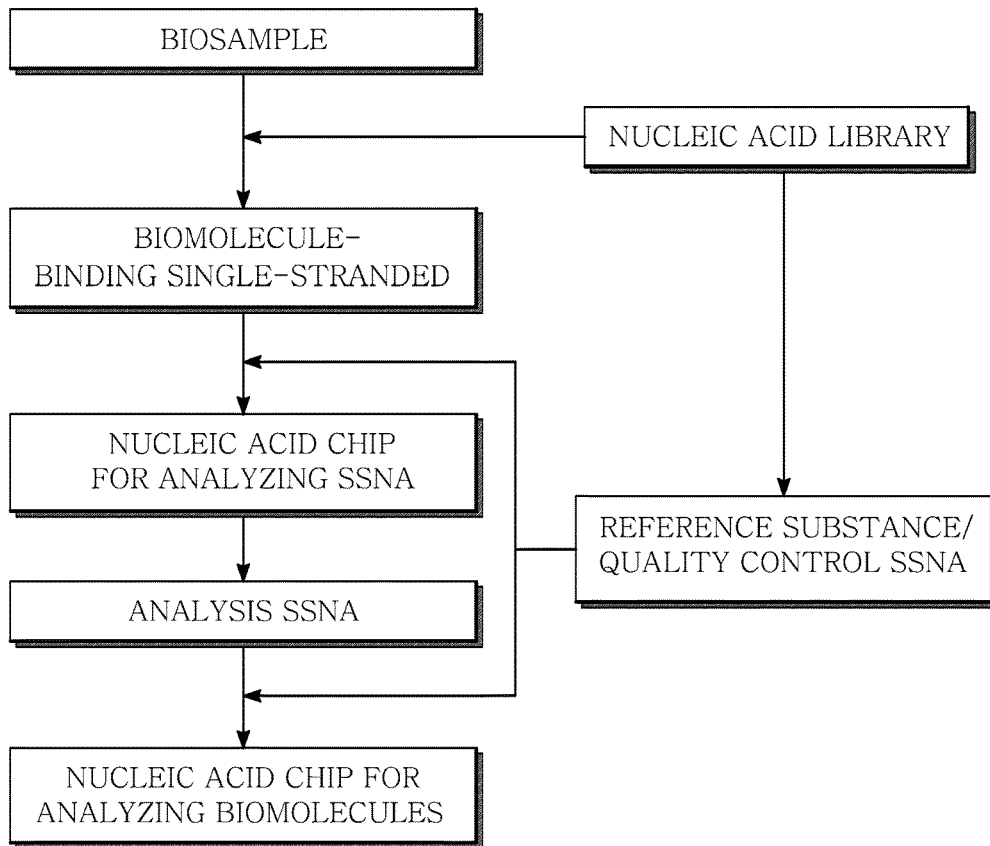 BIOSAMPLE
NUCLEIC ACID LIBRARY
BIOMOLECULE-
BINDING SINGLE-STRANDED
NUCLEIC ACID CHIP
FOR ANALYZING SSNA
REFERENCE SUBSTANCE/
QUALITY CONTROL SSNA
ANALYSIS SSNA
NUCLEIC ACID CHIP FOR
ANALYZING BIOMOLECULES